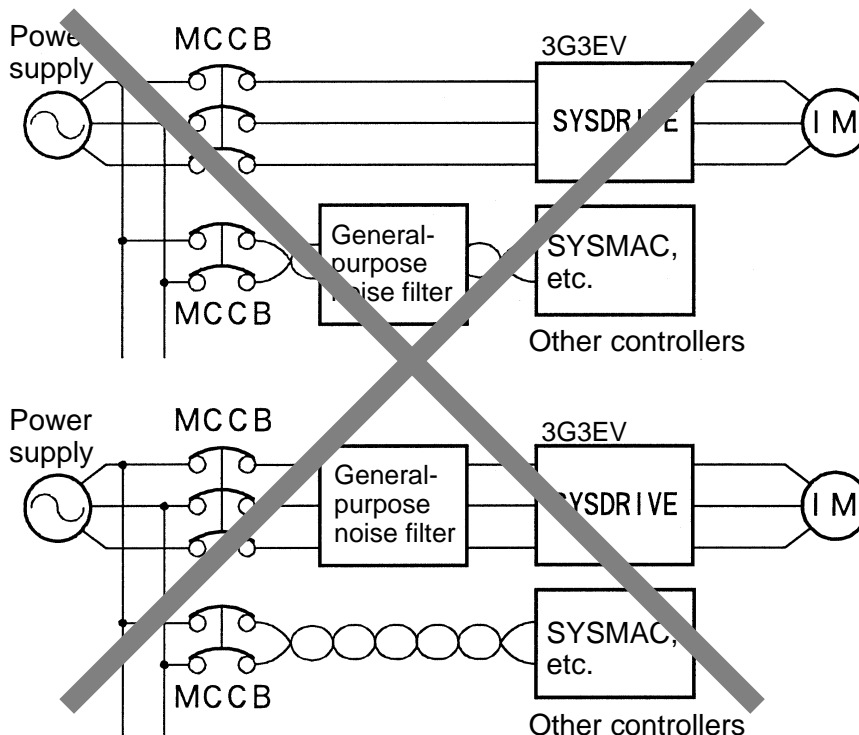 Power
supply
MCCB
3G3EV
SYSDRIVE
IM
General-
purpose
noise filter
SYSMAC,
etc.
MCCB
Other controllers
Power
supply
MCCB
3G3EV
General-
purpose
noise filter
SYSDRIVE
IM
SYSMAC,
etc.
MCCB
Other controllers